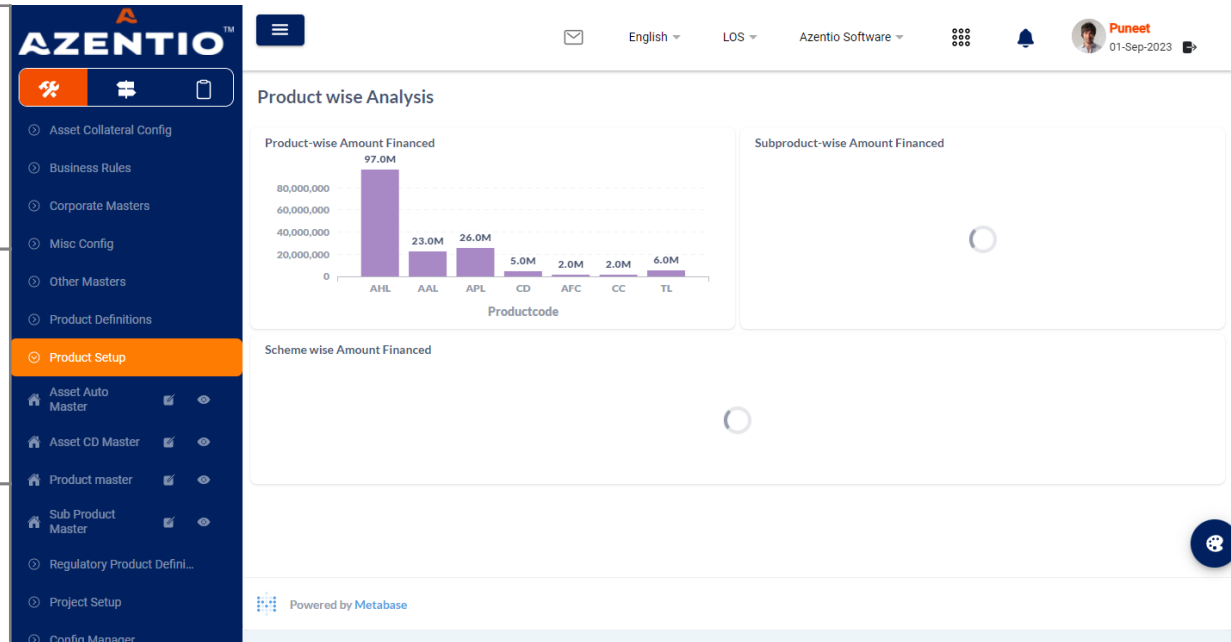 AZENTIO™
English
LOS
Azentio Software
Puneet
01-Sep-2023
Asset Collateral Config
Business Rules
Corporate Masters
Misc Config
Other Masters
Product Definitions
Product Setup
Asset Auto
Master
Asset CD Master
Product master
Sub Product
Master
Regulatory Product Defini...
Project Setup
Config Manager
Product wise Analysis
Product-wise Amount Financed
97.0M
80,000,000
60,000,000
40,000,000
20,000,000
0
23.0M
26.0M
5.0M
2.0M
2.0M
6.0M
AHL AAL APL CD AFC CC TL
Productcode
Subproduct-wise Amount Financed
Scheme wise Amount Financed
Powered by Metabase